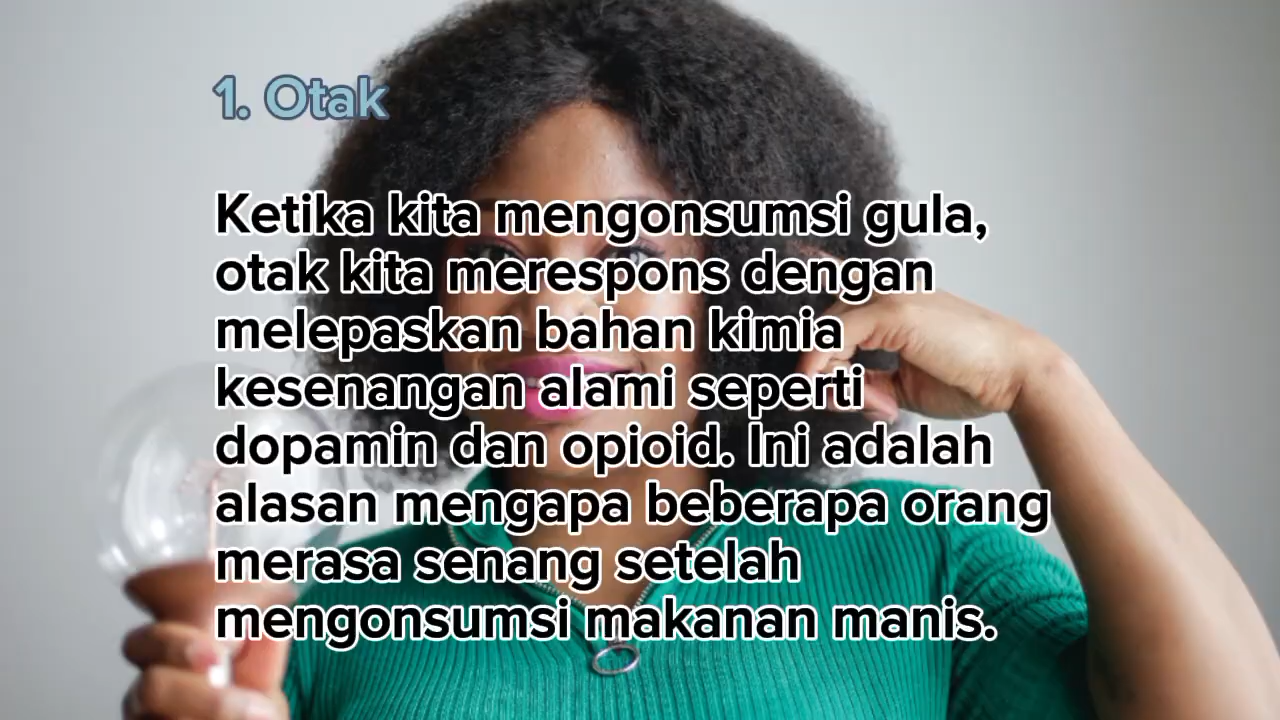 1. Otak
Ketika kita mengonsumsi gula,
otak kita merespons dengan
melepaskan bahan kimia
kesenangan alami seperti
dopamin dan opioid. Ini adalah
alasan mengapa beberapa orang
merasa senang setelah
mengonsumsi makanan manis.